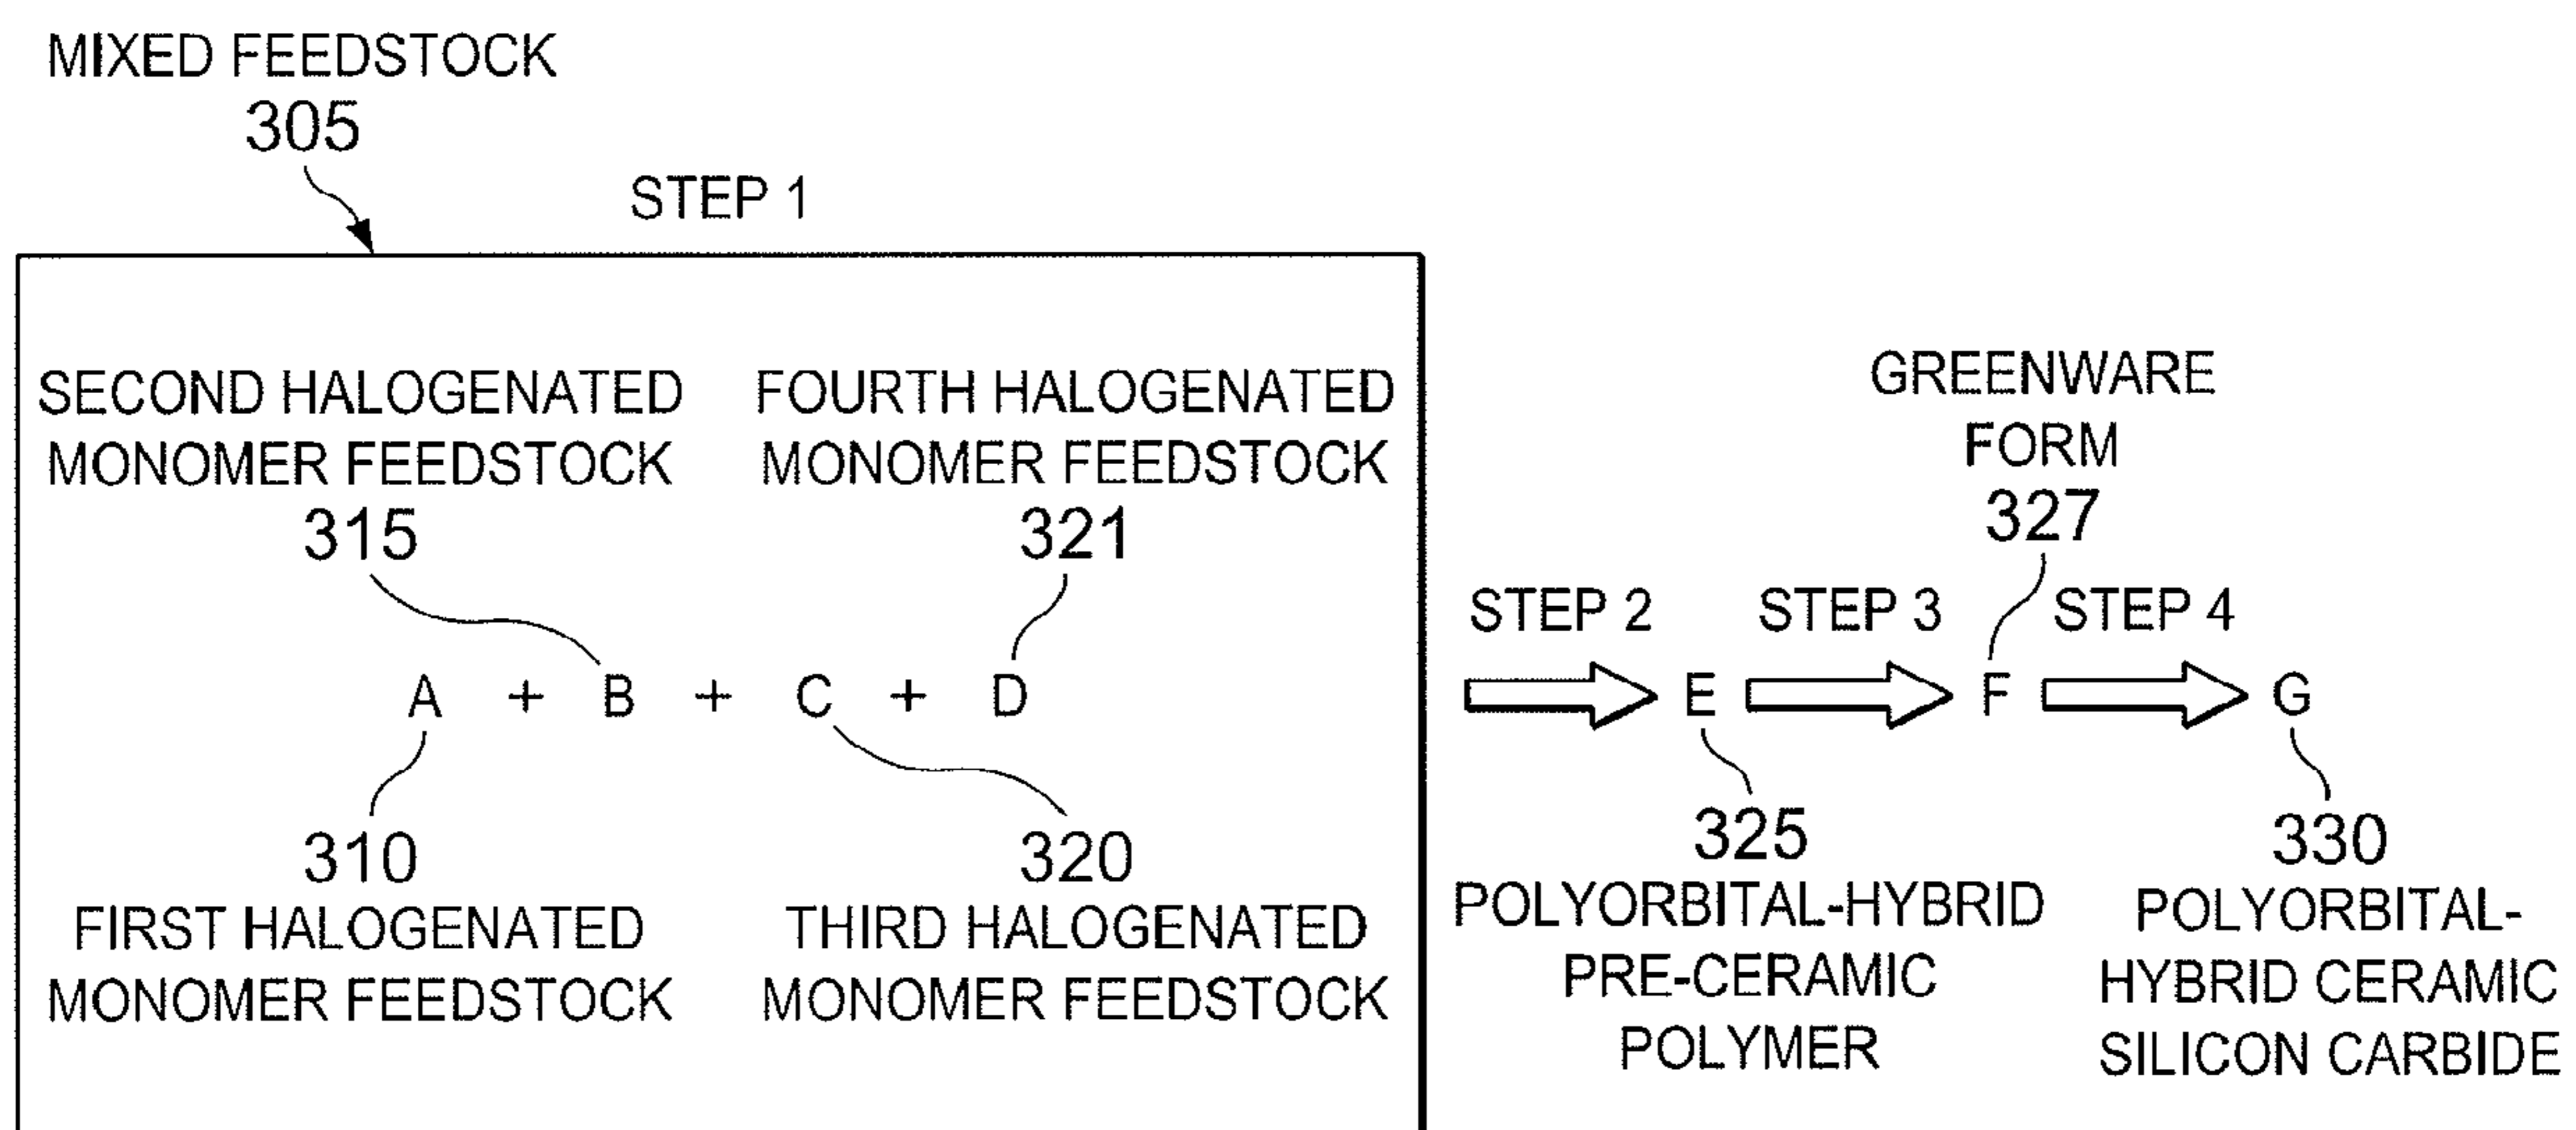 MIXED FEEDSTOCK
305
STEP 1
SECOND HALOGENATED
MONOMER FEEDSTOCK
315
FOURTH HALOGENATED
MONOMER FEEDSTOCK
321
A + B + C + D
310
FIRST HALOGENATED
MONOMER FEEDSTOCK
320
THIRD HALOGENATED
MONOMER FEEDSTOCK
STEP 2
E
325
POLYORBITAL-HYBRID
PRE-CERAMIC
POLYMER
STEP 3
GREENWARE
FORM
327
F
STEP 4
G
330
POLYORBITAL-
HYBRID CERAMIC
SILICON CARBIDE